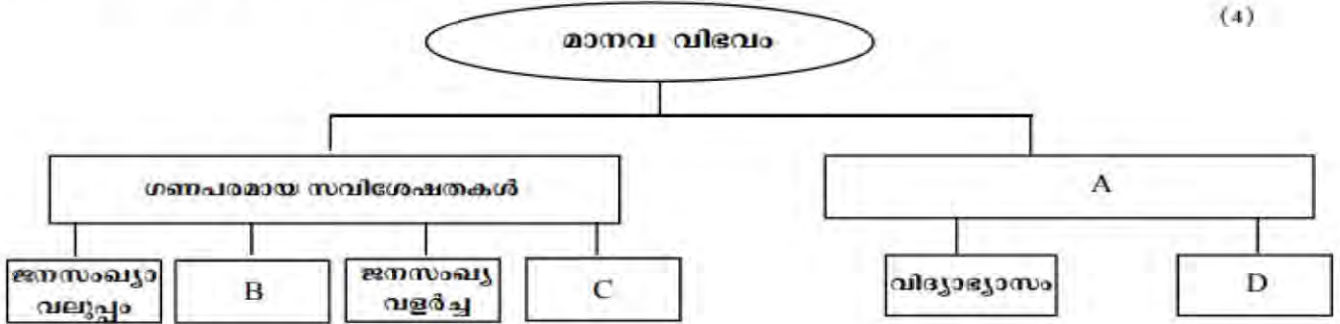 (4)
മാനവ വിഭവം
ഗണപരമായ സവിശേഷതകൾ
A
ജനസംഖ്യാ
വലുപ്പം
B
ജനസംഖ്യ
വളർച്ച
C
വിദ്യാഭ്യാസം
D